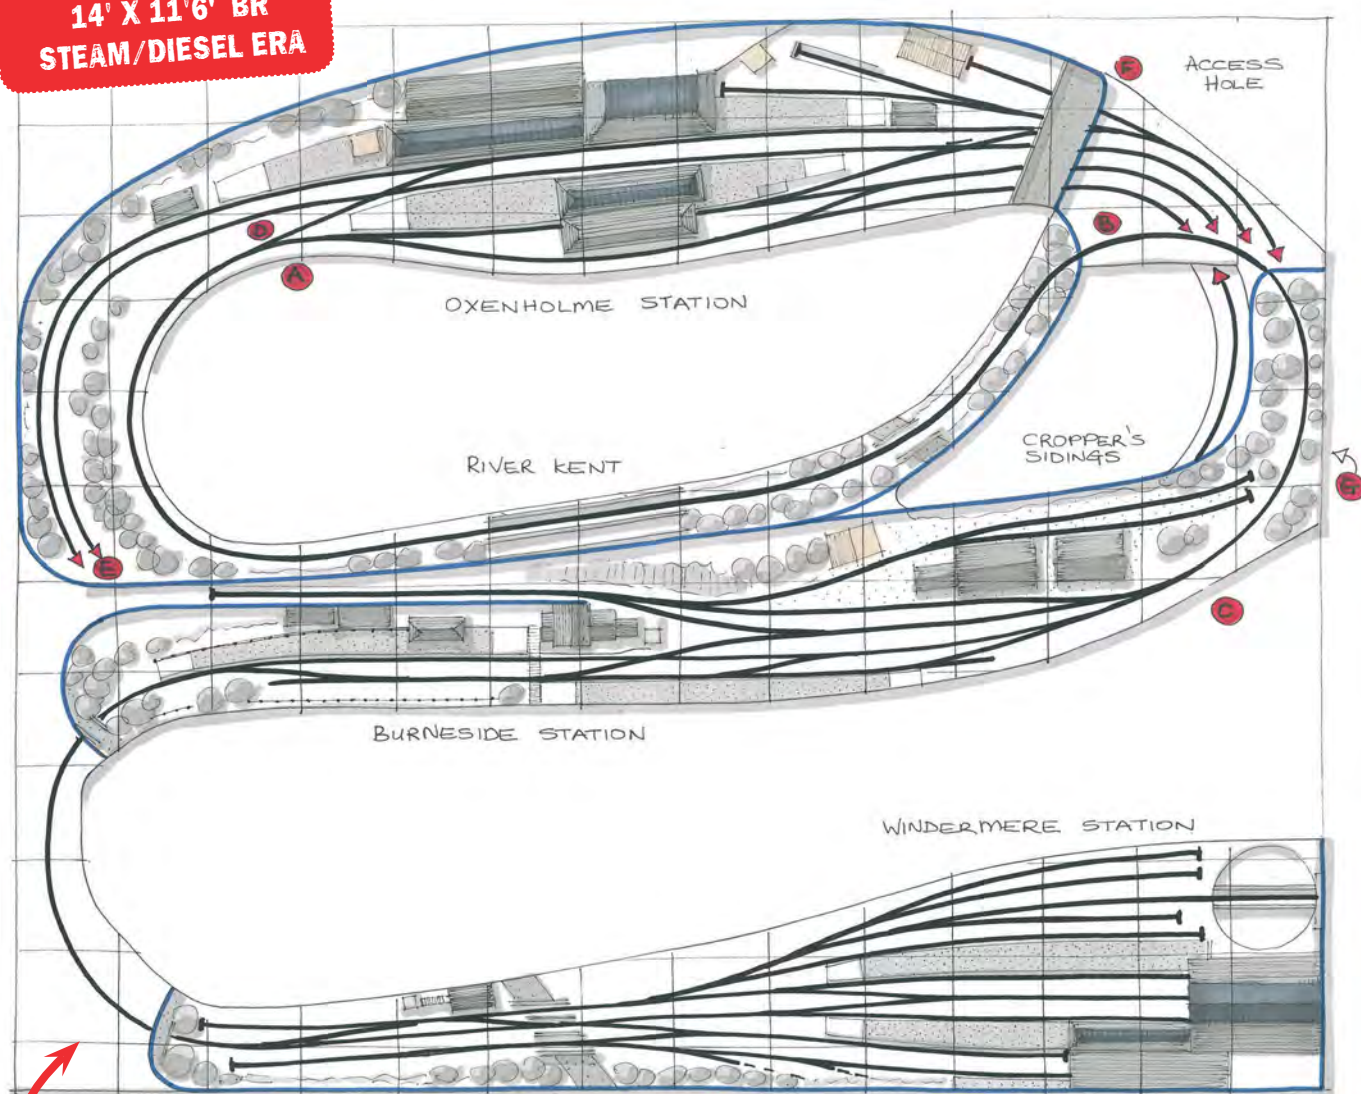 14' X 11'6' BR
STEAM/DIESEL ERA
F
ACCESS
HOLE
B
D
A
OXENHOLME STATION
CROPPER'S
SIDINGS
RIVER KENT
G
E
C
BURNESIDE STATION
WINDERMERE STATION